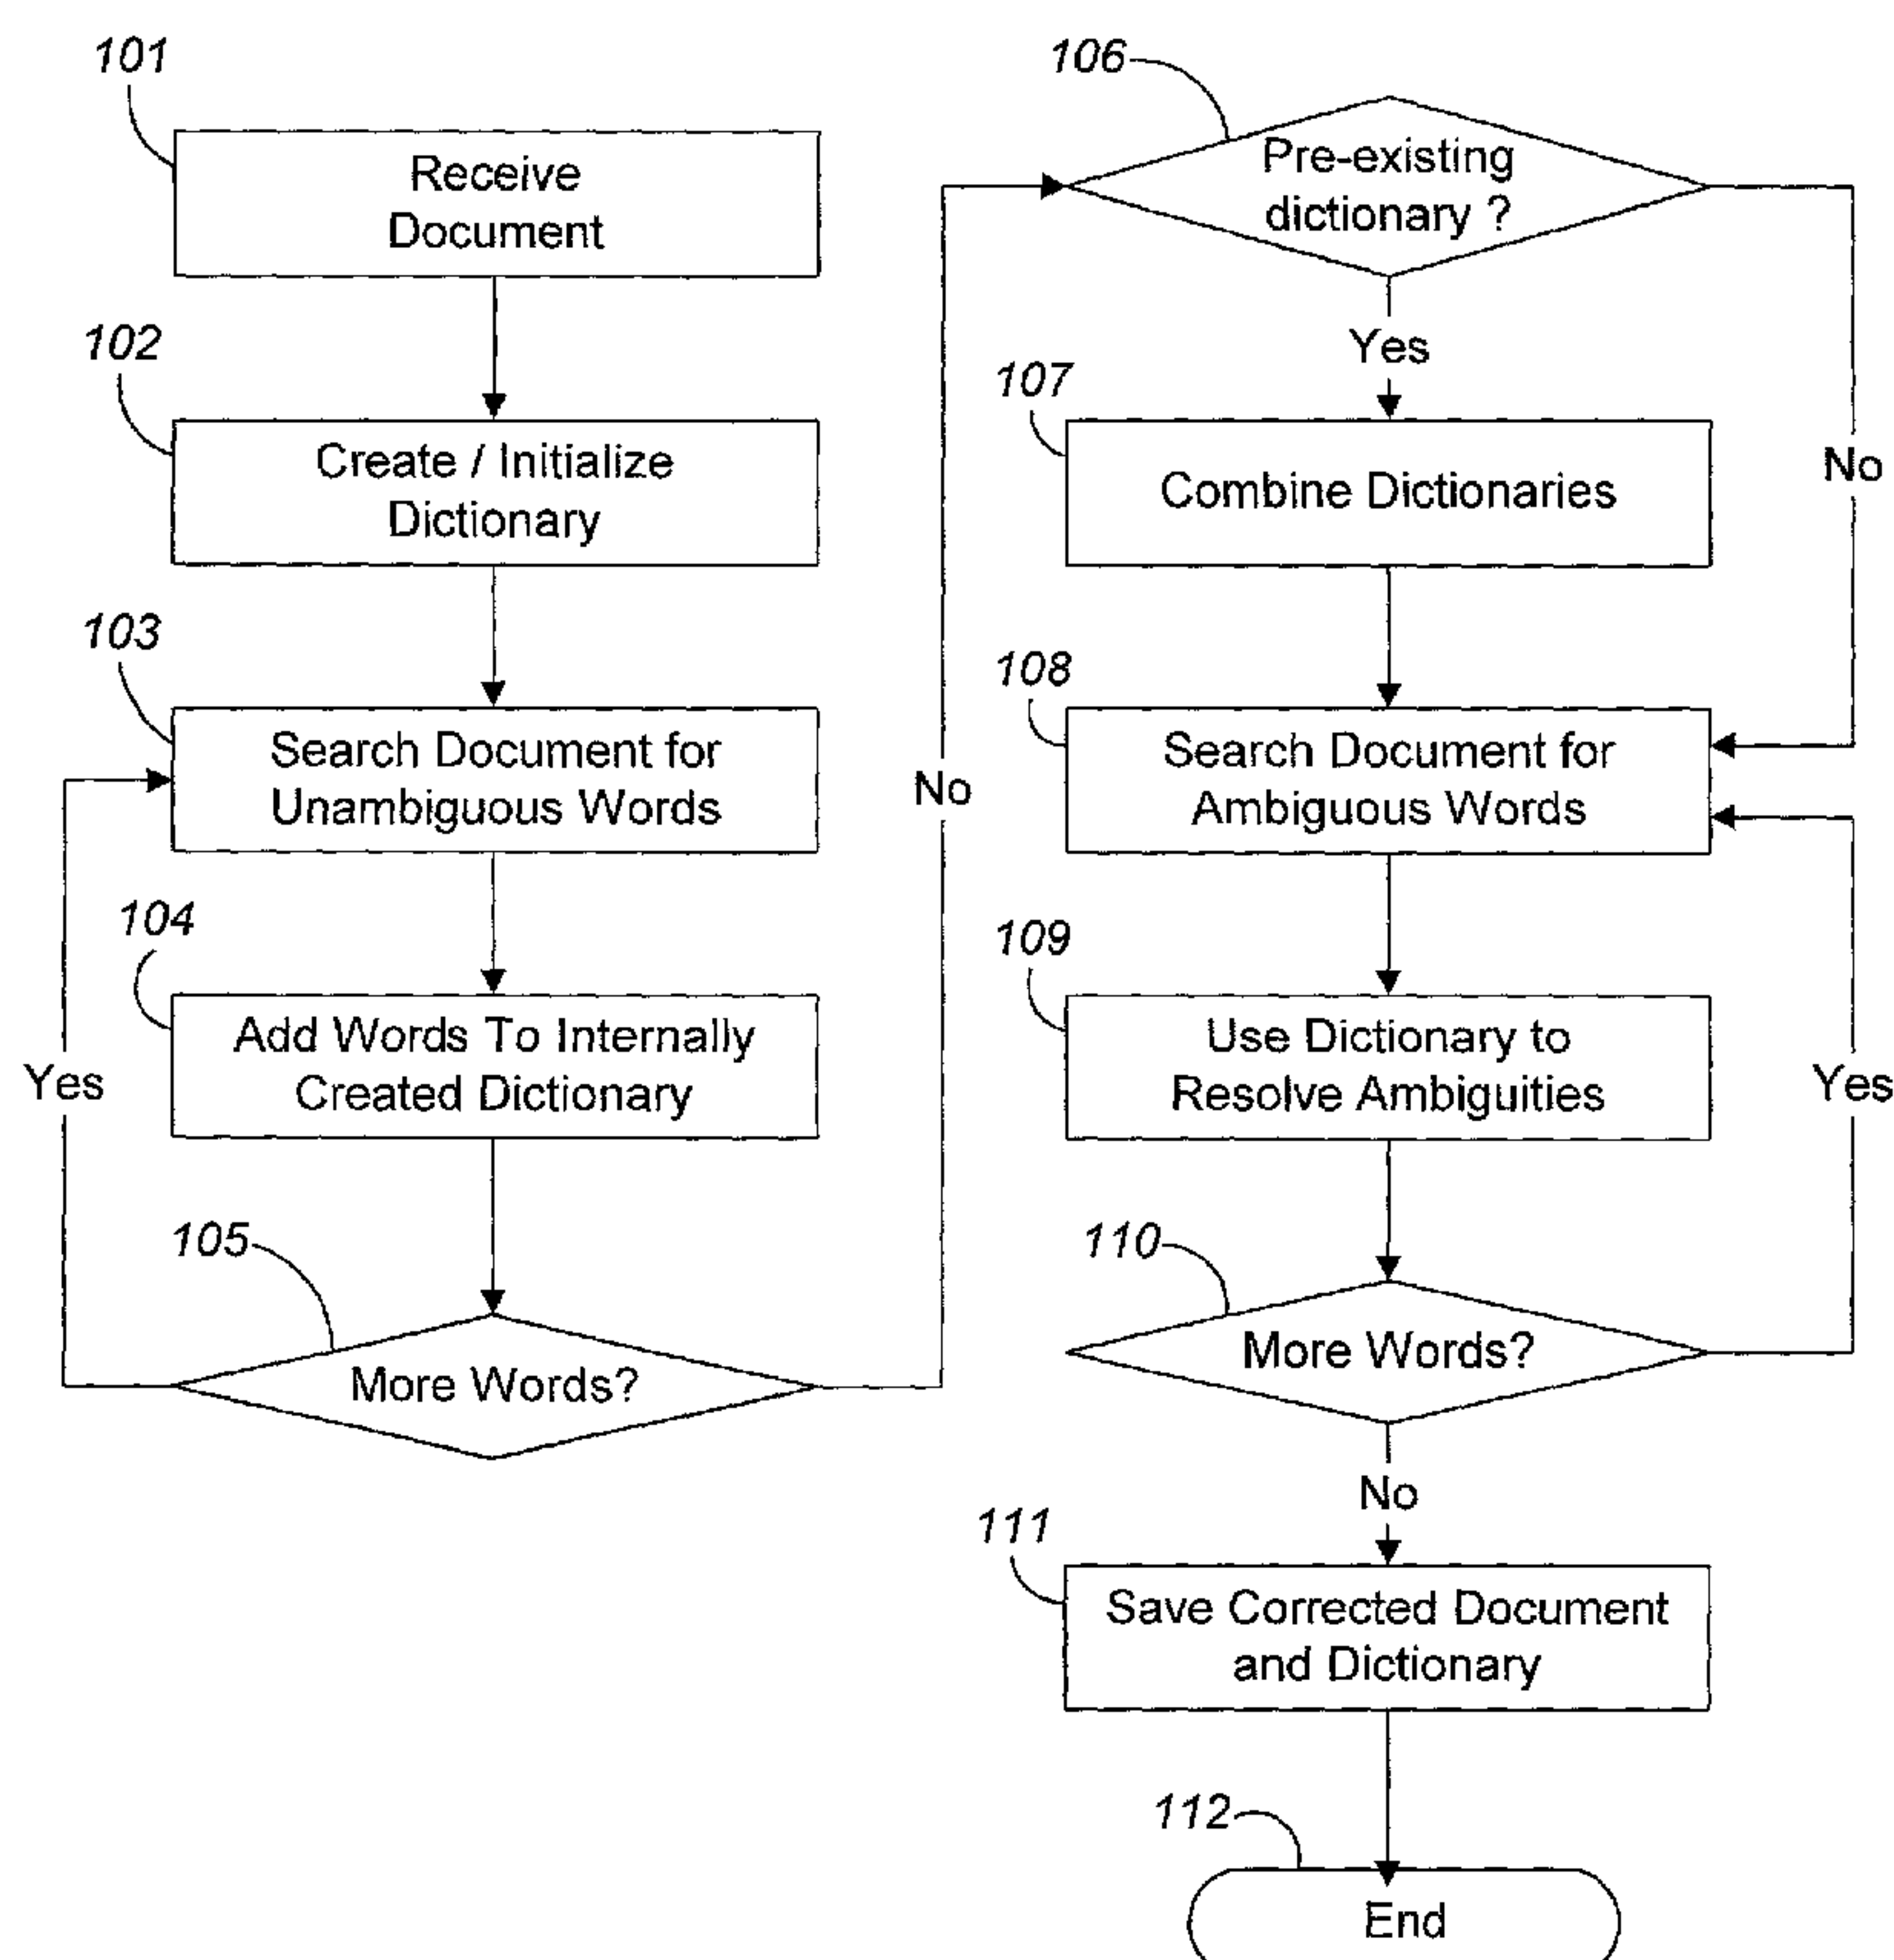 101
Receive
Document
102
Create / Initialize
Dictionary
103
Search Document for
Unambiguous Words
104
Add Words To Internally
Created Dictionary
Yes
105
More Words?
No
106
Pre-existing
dictionary ?
Yes
No
107
Combine Dictionaries
108
Search Document for
Ambiguous Words
109
Use Dictionary to
Resolve Ambiguities
Yes
110
More Words?
No
111
Save Corrected Document
and Dictionary
112
End